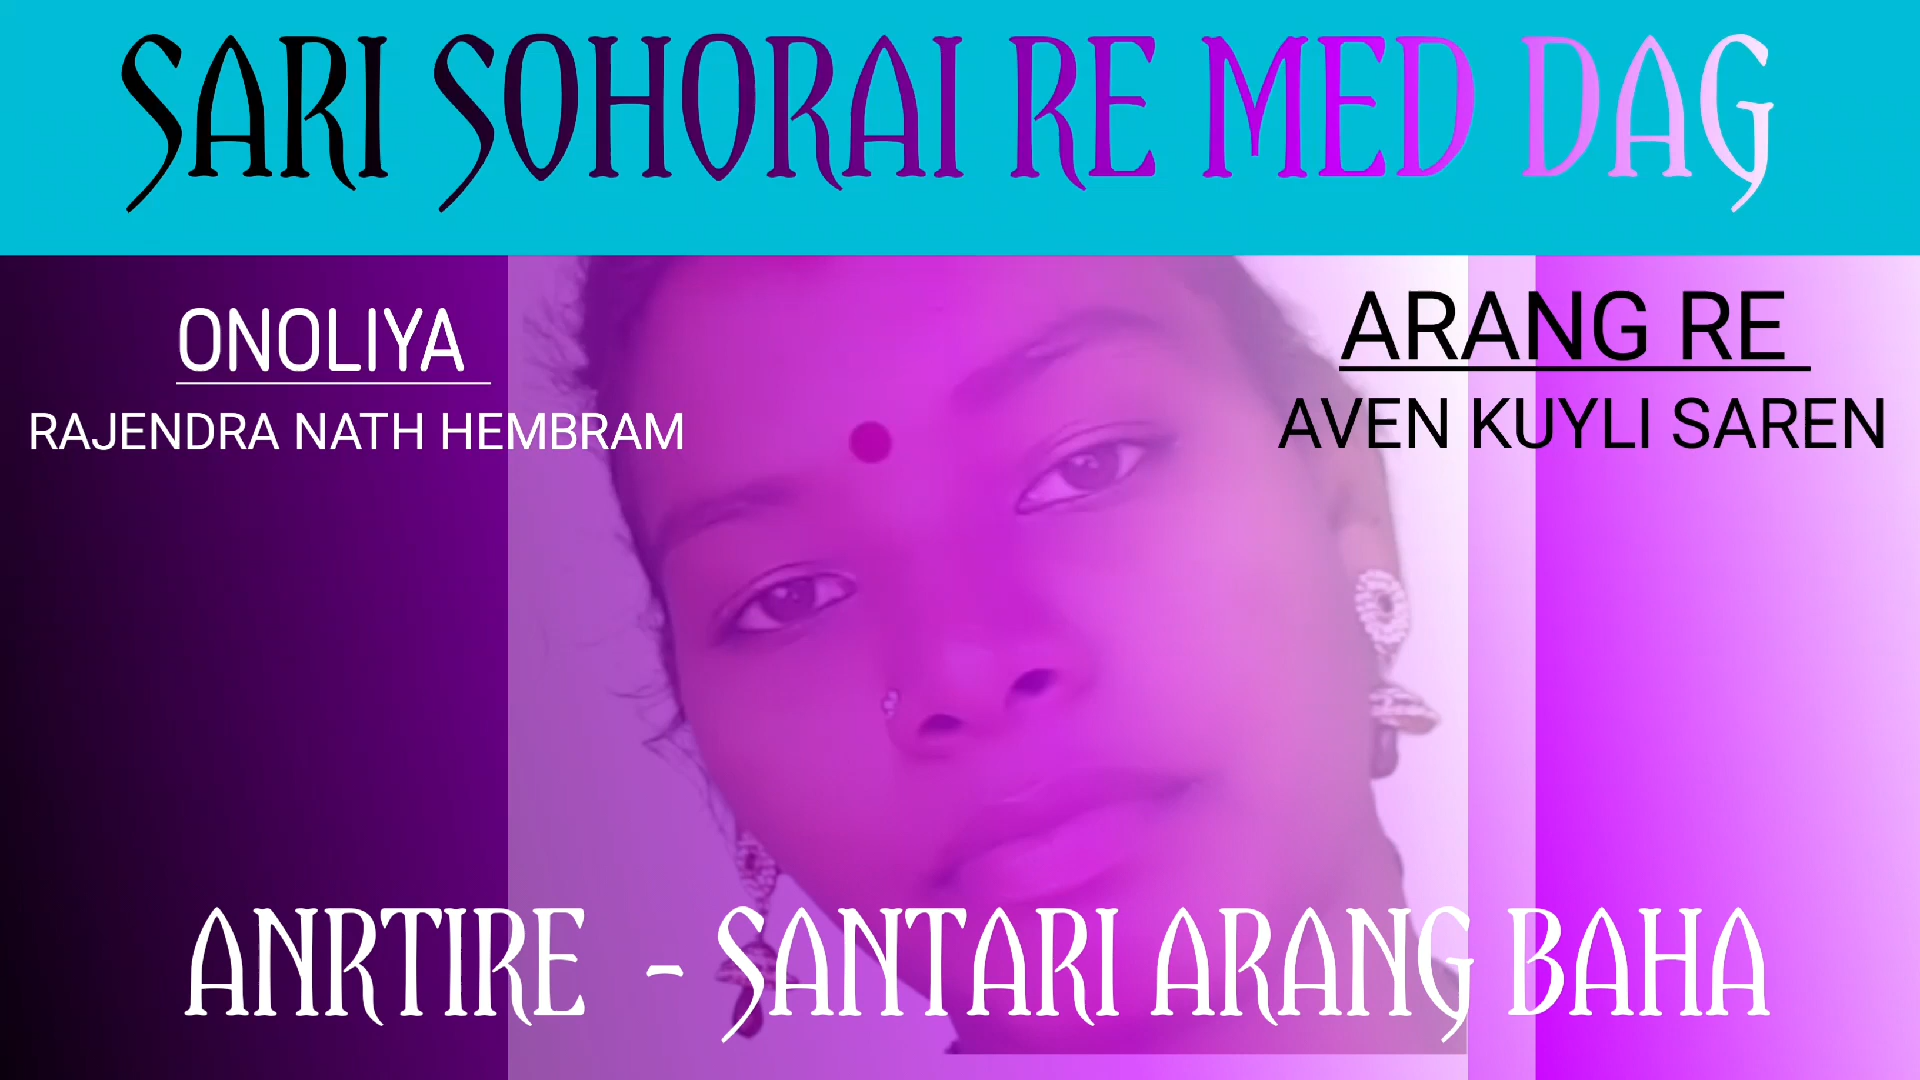 SARI SOHORAI RE MED DAG
ONOLIYA
RAJENDRA NATH HEMBRAM
ARANG RE
AVEN KUYLI SAREN
ANRTIRE - SANTARI ARANG BAHA